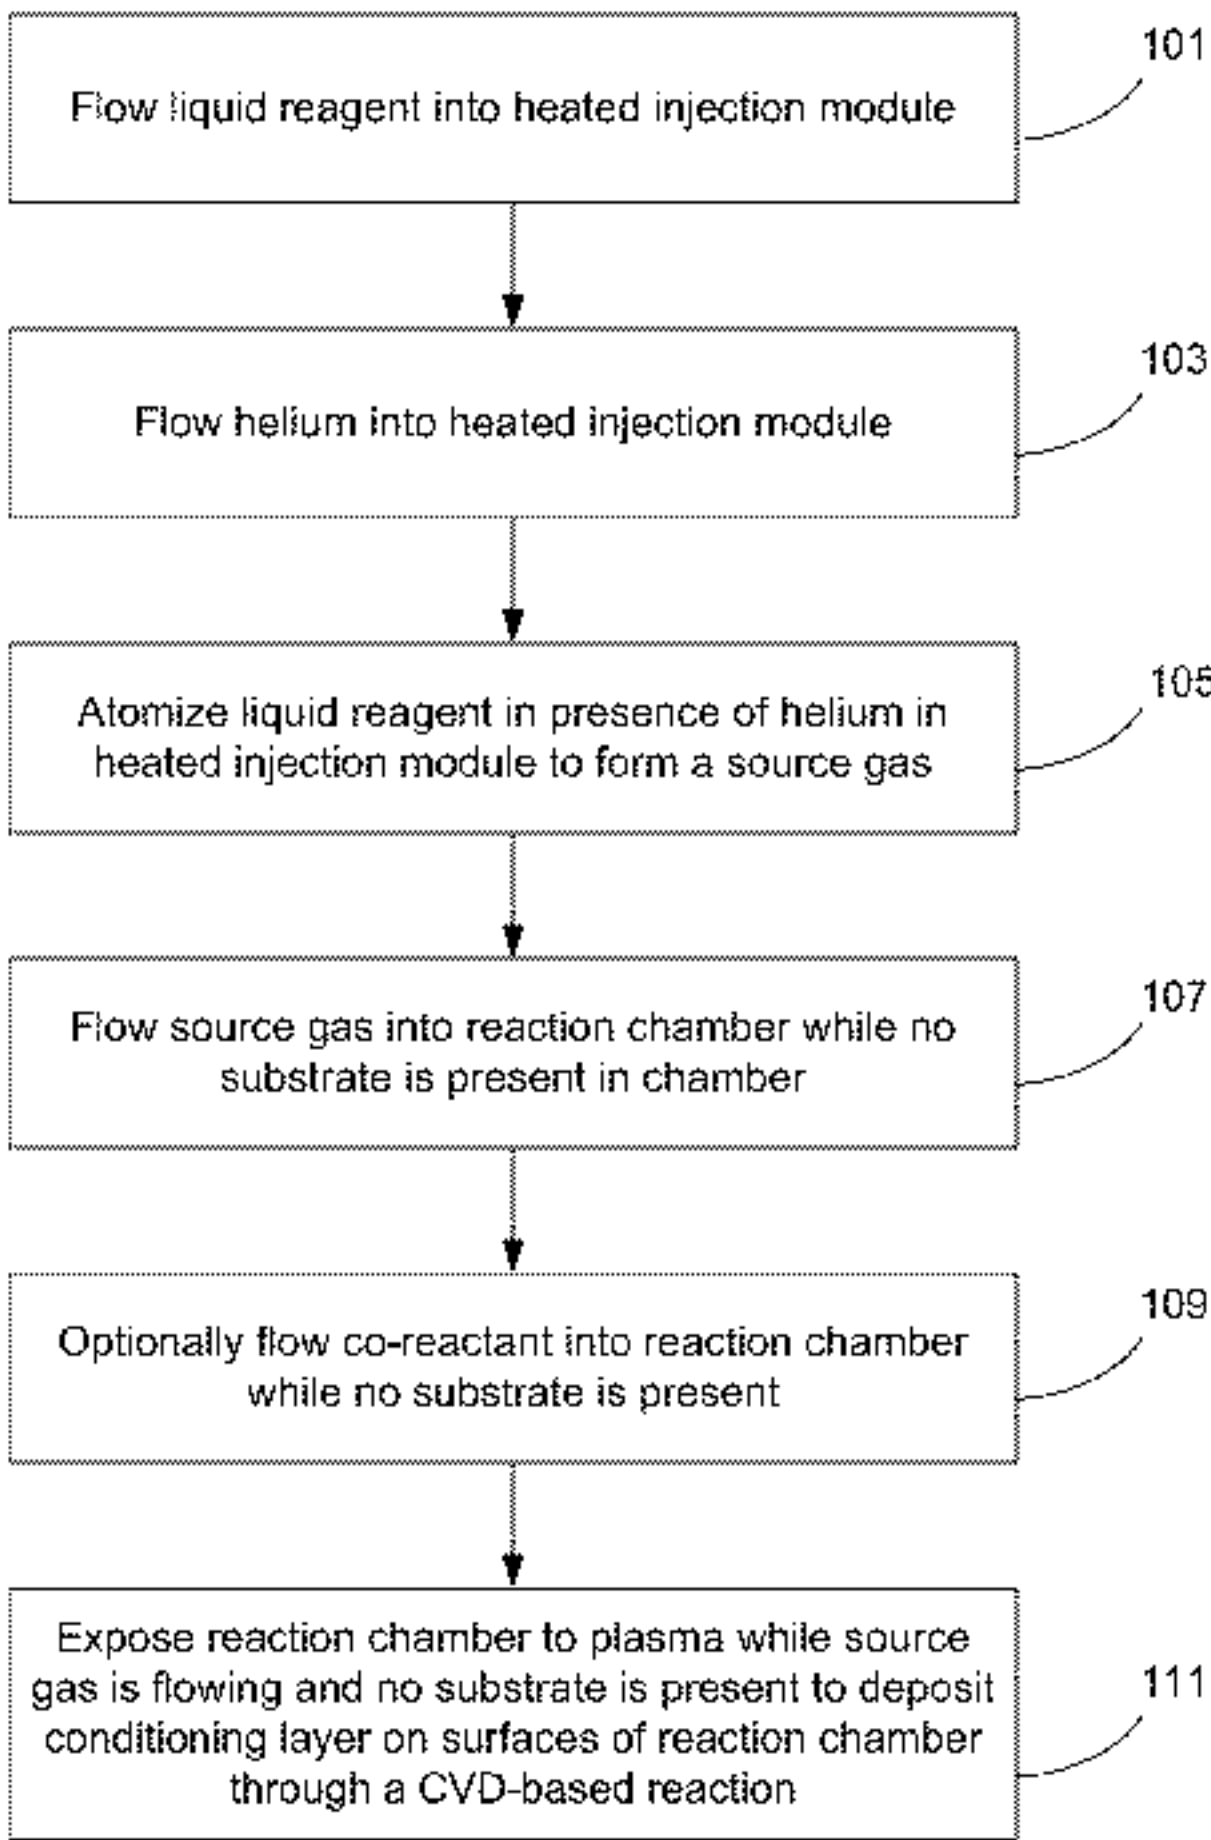 101
Flow liquid reagent into heated injection module
103
Flow helium into heated injection module
105
Atomize liquid reagent in presence of helium in
heated injection module to form a source gas
107
Flow source gas into reaction chamber while no
substrate is present in chamber
109
Optionally flow co-reactant into reaction chamber
while no substrate is present
Expose reaction chamber to plasma while source
gas is flowing and no substrate is present to deposit
111
conditioning layer on surfaces of reaction chamber
through a CVD-based reaction